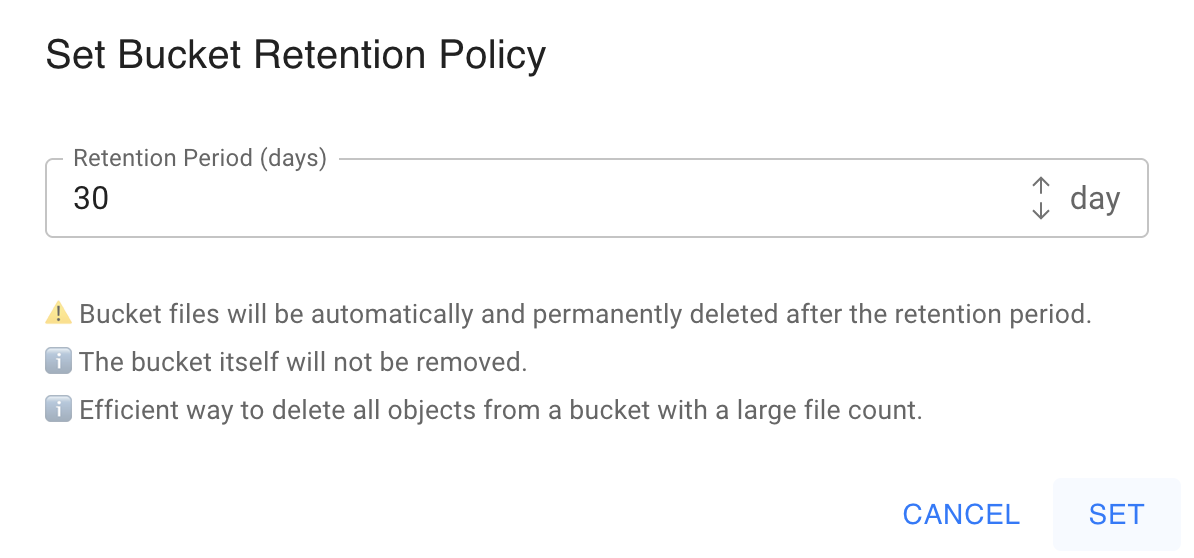 Set Bucket Retention Policy
Retention Period (days)
30 day
⚠️ Bucket files will be automatically and permanently deleted after the retention period.
ℹ️ The bucket itself will not be removed.
ℹ️ Efficient way to delete all objects from a bucket with a large file count.
CANCEL SET